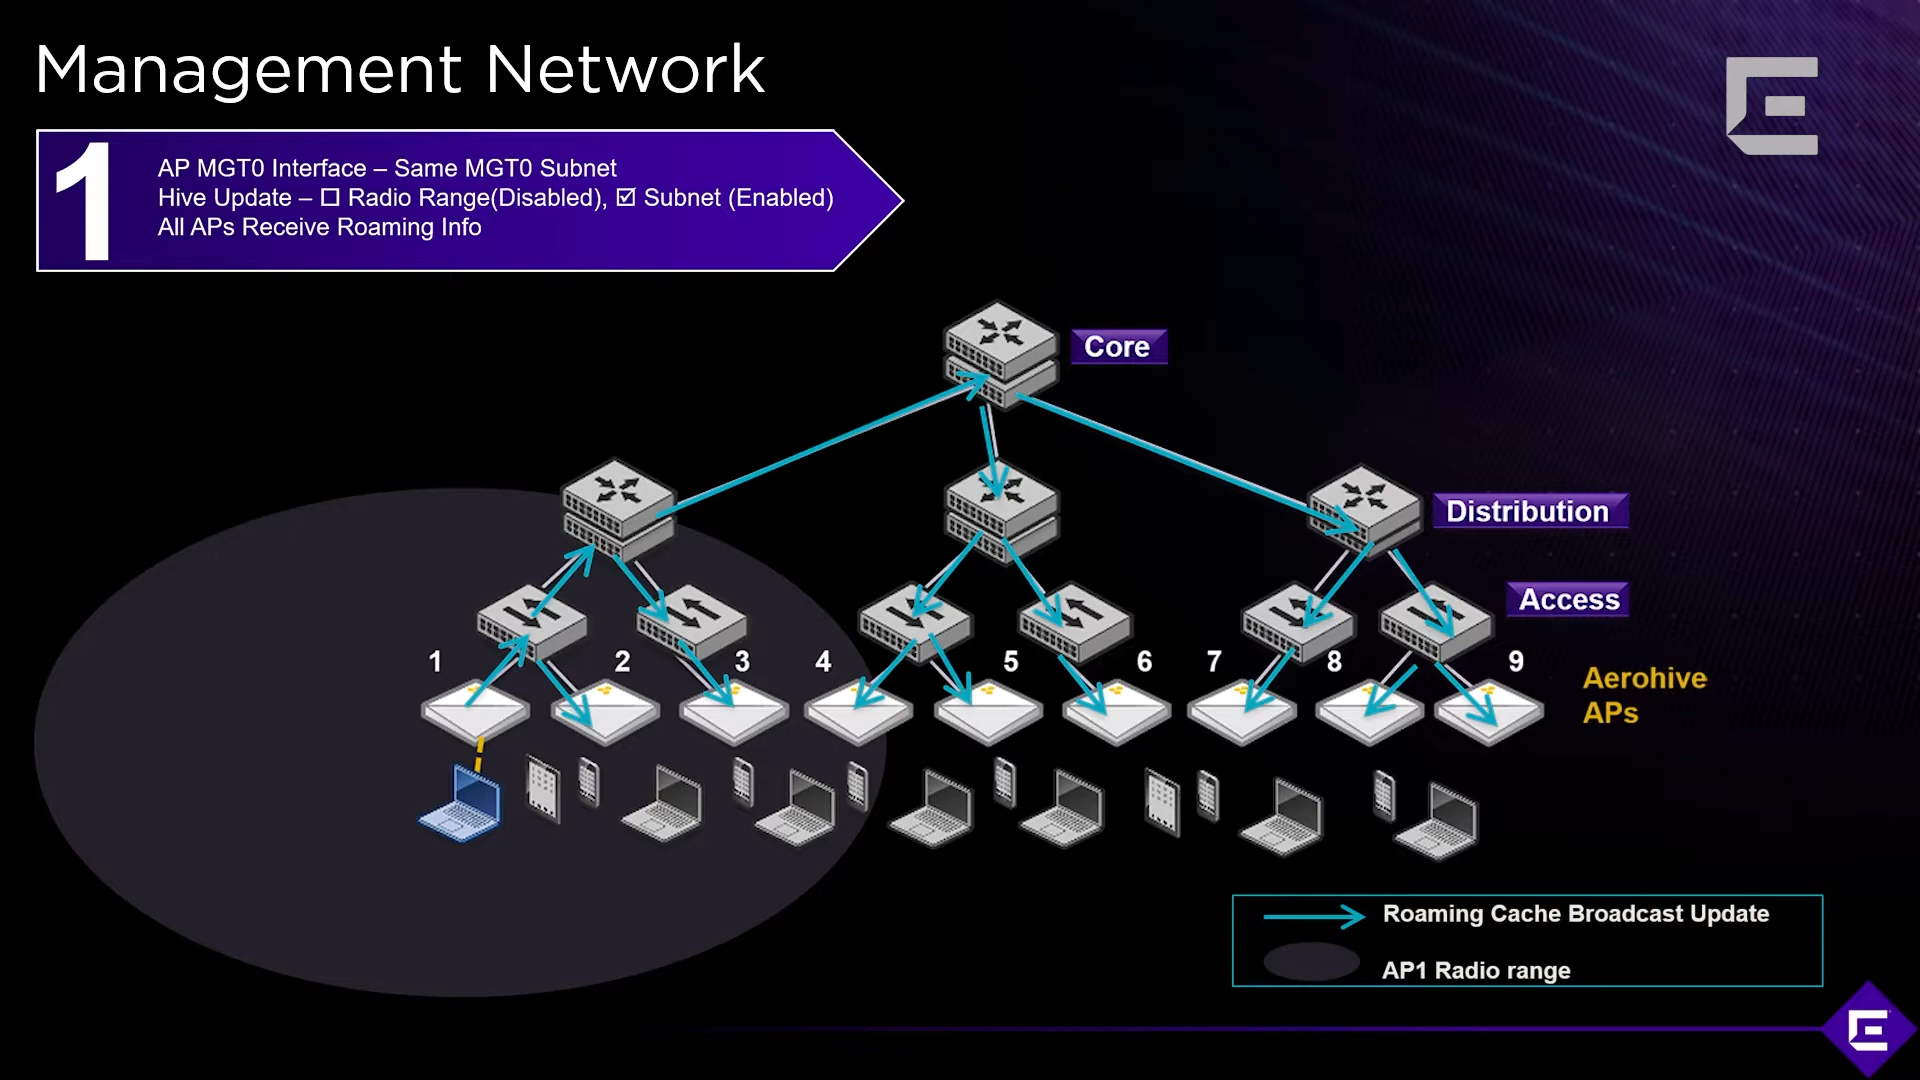 Management Network
1
AP MGT0 Interface – Same MGT0 Subnet
Hive Update – ☐ Radio Range(Disabled), ☑ Subnet (Enabled)
All APs Receive Roaming Info
Core
Distribution
Access
1 2 3 4 5 6 7 8 9
Aerohive
APs
Roaming Cache Broadcast Update
AP1 Radio range